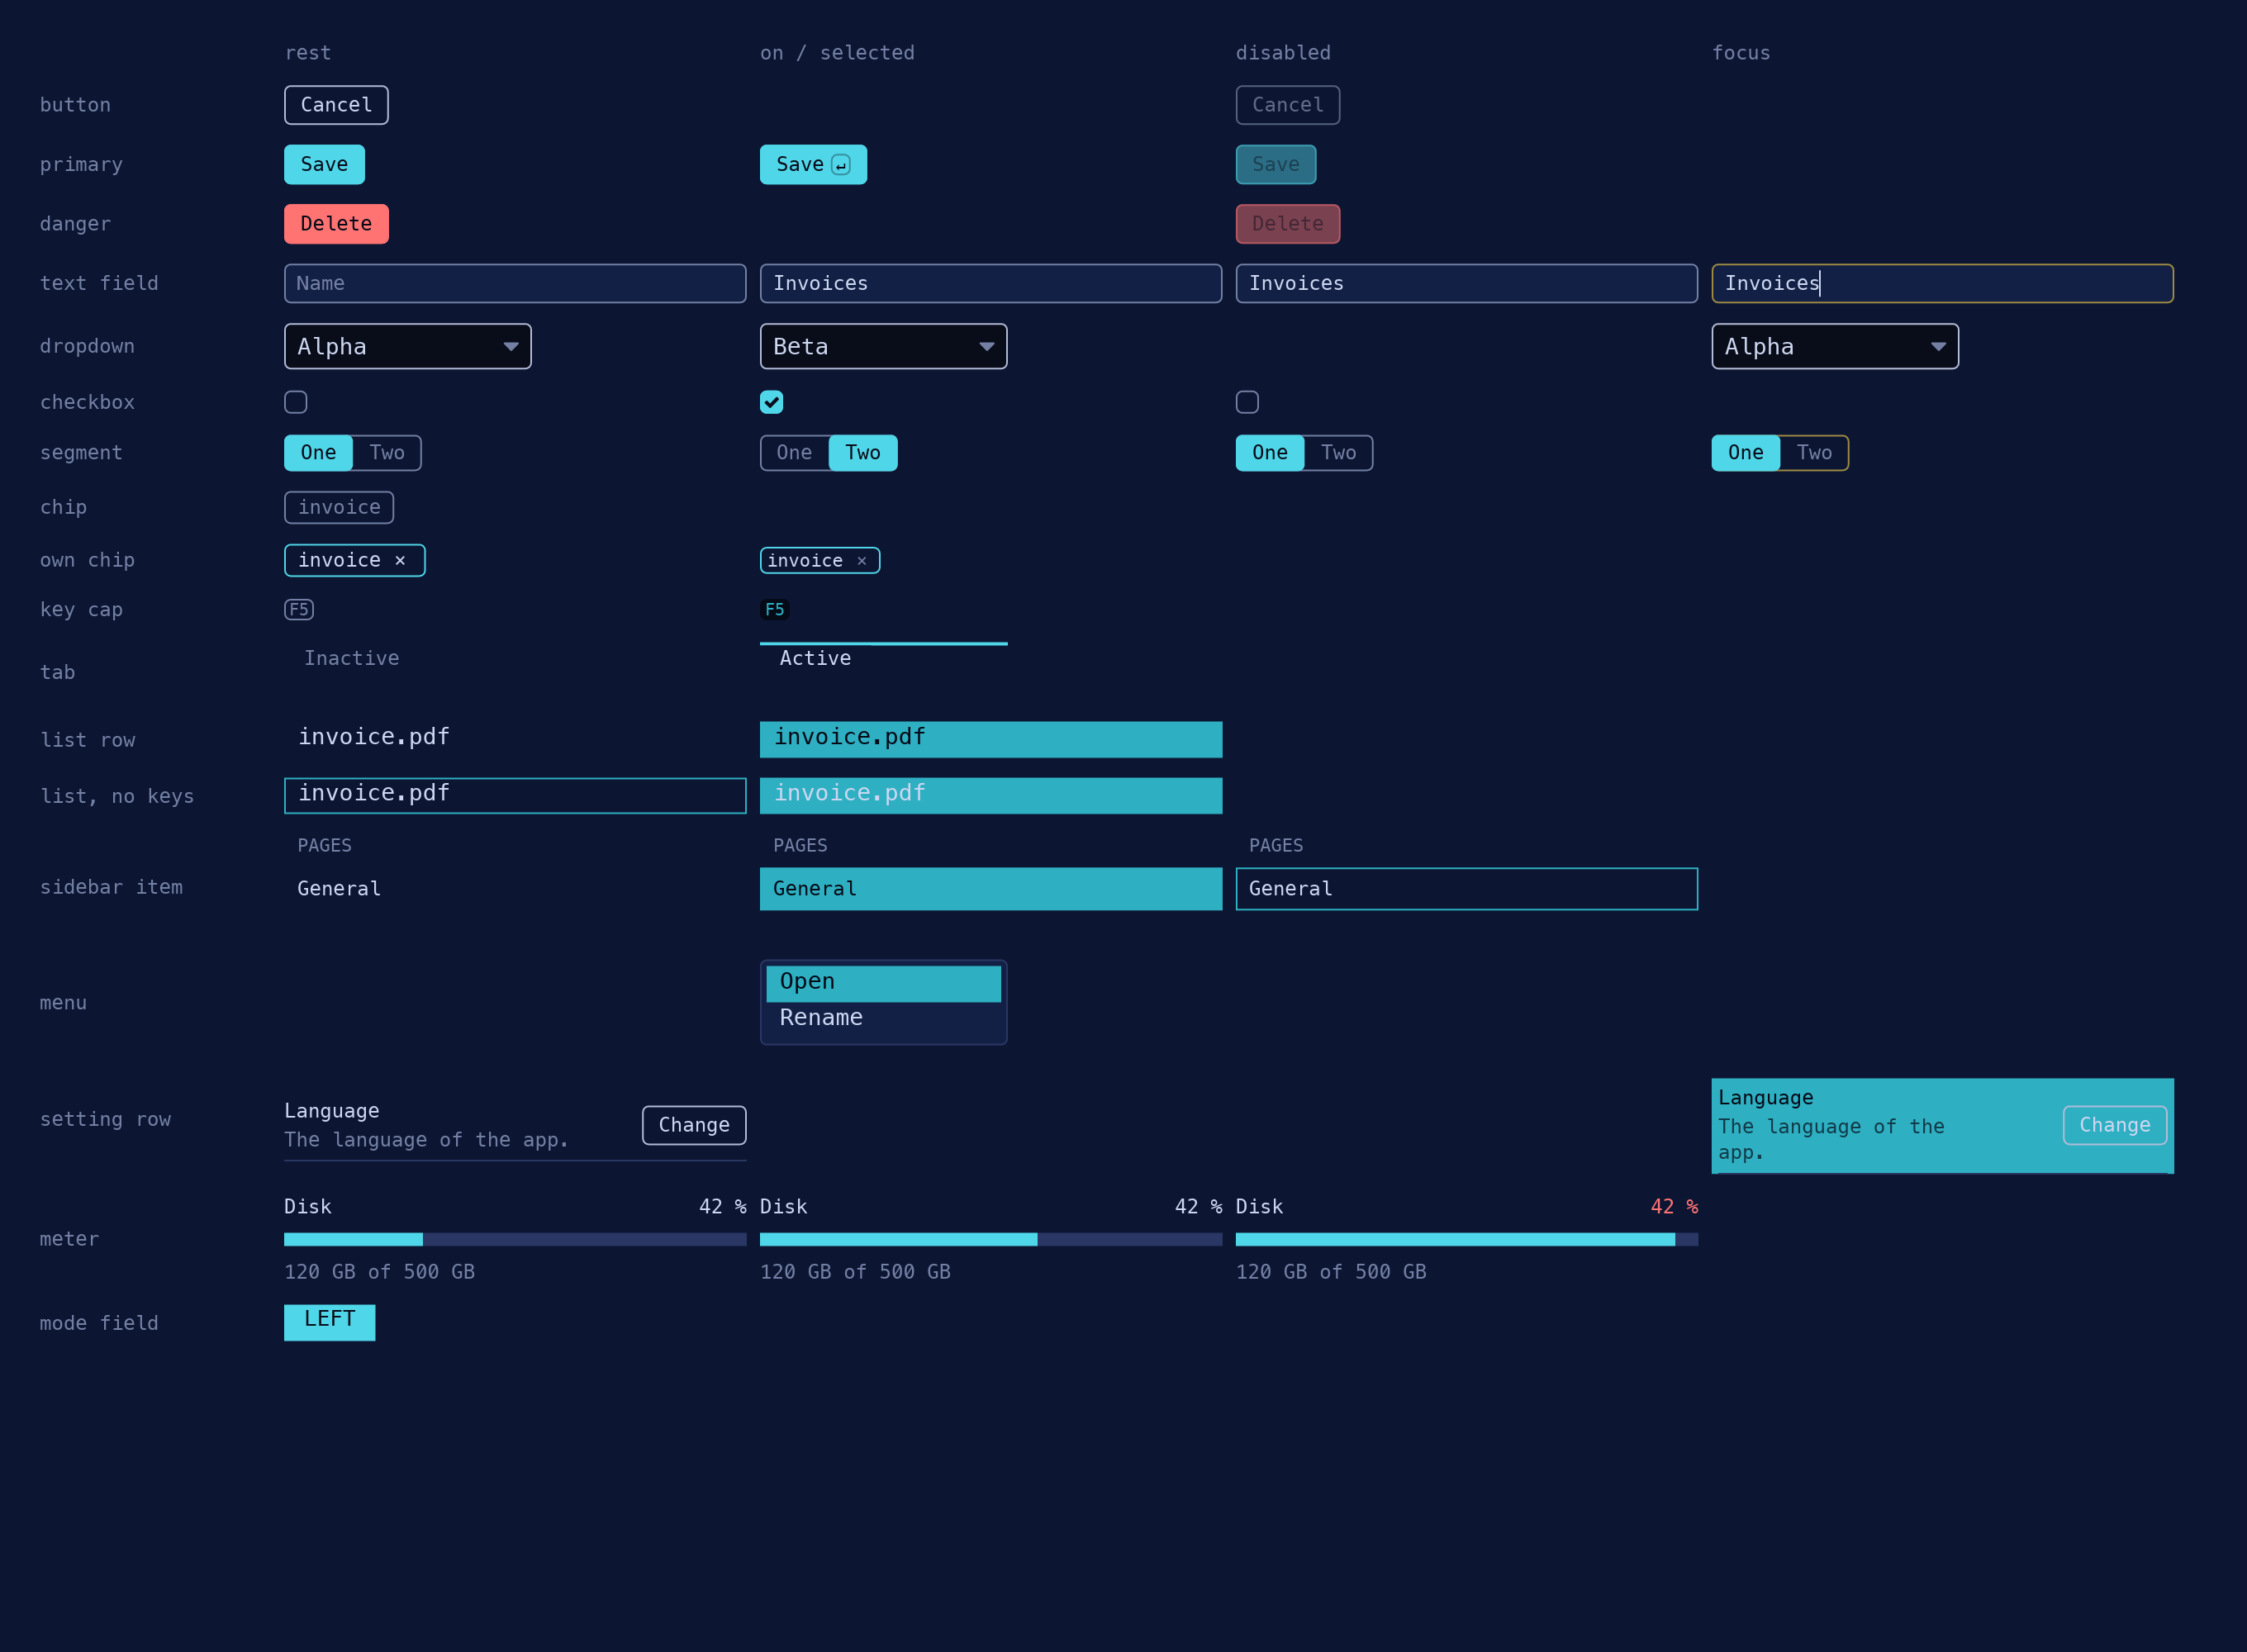 rest on / selected disabled focus
button Cancel Cancel
primary Save Save ↵ Save
danger Delete Delete
text field Name Invoices Invoices Invoices
dropdown Alpha Beta Alpha
checkbox
segment One Two One Two One Two One Two
chip invoice
own chip invoice × invoice ×
key cap F5 F5
tab Inactive Active
list row invoice.pdf invoice.pdf
list, no keys invoice.pdf invoice.pdf
PAGES PAGES PAGES
sidebar item General General General
Open
menu
Rename
Language Language
setting row The language of the app. Change The language of the app. Change
Disk 42 % Disk 42 % Disk 42 %
meter
120 GB of 500 GB 120 GB of 500 GB 120 GB of 500 GB
mode field LEFT